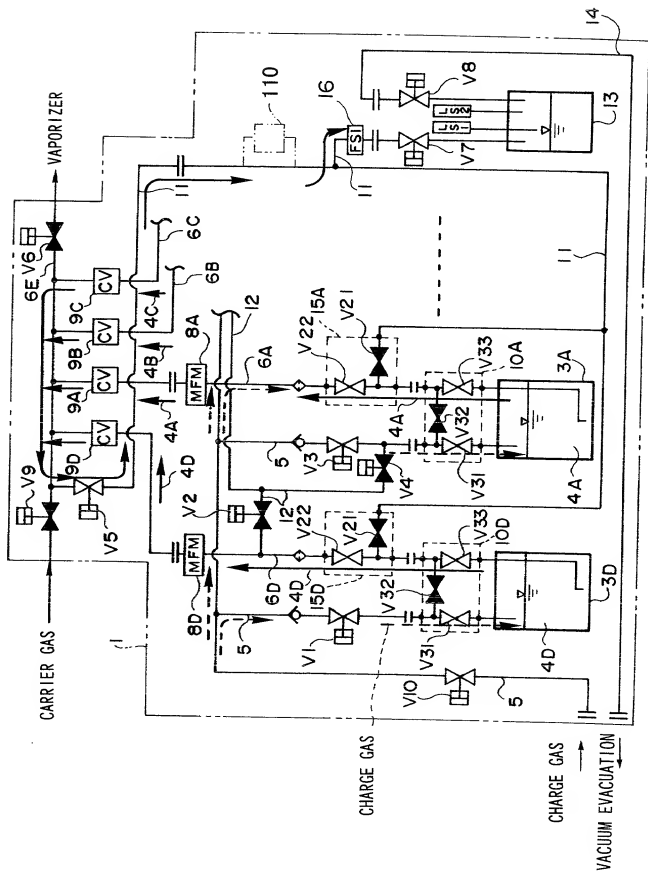 CARRIER GAS
VAPORIZER
1
V9
V5
9D
CV
9A
CV
9B
CV
9C
CV
6E
V6
4D
4A
4B
4C
6B
6C
11
110
16
FSI
11
V7
V8
14
LS1
LS2
13
MFM
8D
V2
12
MFM
8A
12
6A
5
V1
6D
4D
15D
V22
V21
V3
5
V4
4A
V22
15A
V21
11
V31
V32
V33
10D
V31
V32
V33
10A
4D
3D
4A
3A
V10
5
CHARGE GAS
CHARGE GAS
VACUUM EVACUATION